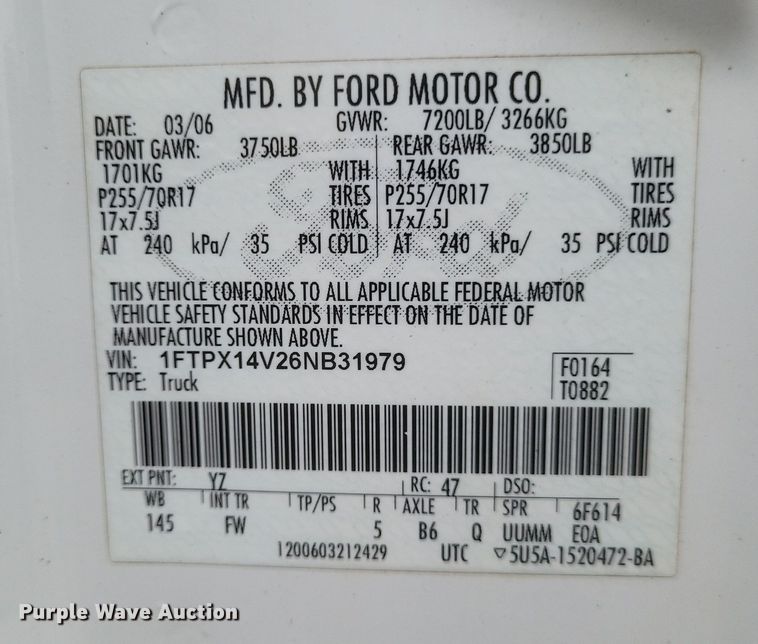 MFD. BY FORD MOTOR CO.
DATE: 03/06 GVWR: 7200LB/ 3266KG
FRONT GAWR: 3750LB REAR GAWR: 3850LB
1701KG WITH 1746KG WITH
P255/70R17 TIRES P255/70R17 TIRES
17x7.5J RIMS 17x7.5J RIMS
AT 240 kPa/ 35 PSI COLD AT 240 kPa/ 35 PSI COLD
Ford
THIS VEHICLE CONFORMS TO ALL APPLICABLE FEDERAL MOTOR
VEHICLE SAFETY STANDARDS IN EFFECT ON THE DATE OF
MANUFACTURE SHOWN ABOVE.
VIN: 1FTPX14V26NB31979 F0164
TYPE: Truck T0882
EXT PNT: YZ RC: 47 DSO:
WB INT TR TP/PS R AXLE TR SPR 6F614
145 FW 5 B6 Q UUMM E0A
1200603212429 UTC ▽5U5A-1520472-BA
Purple Wave Auction